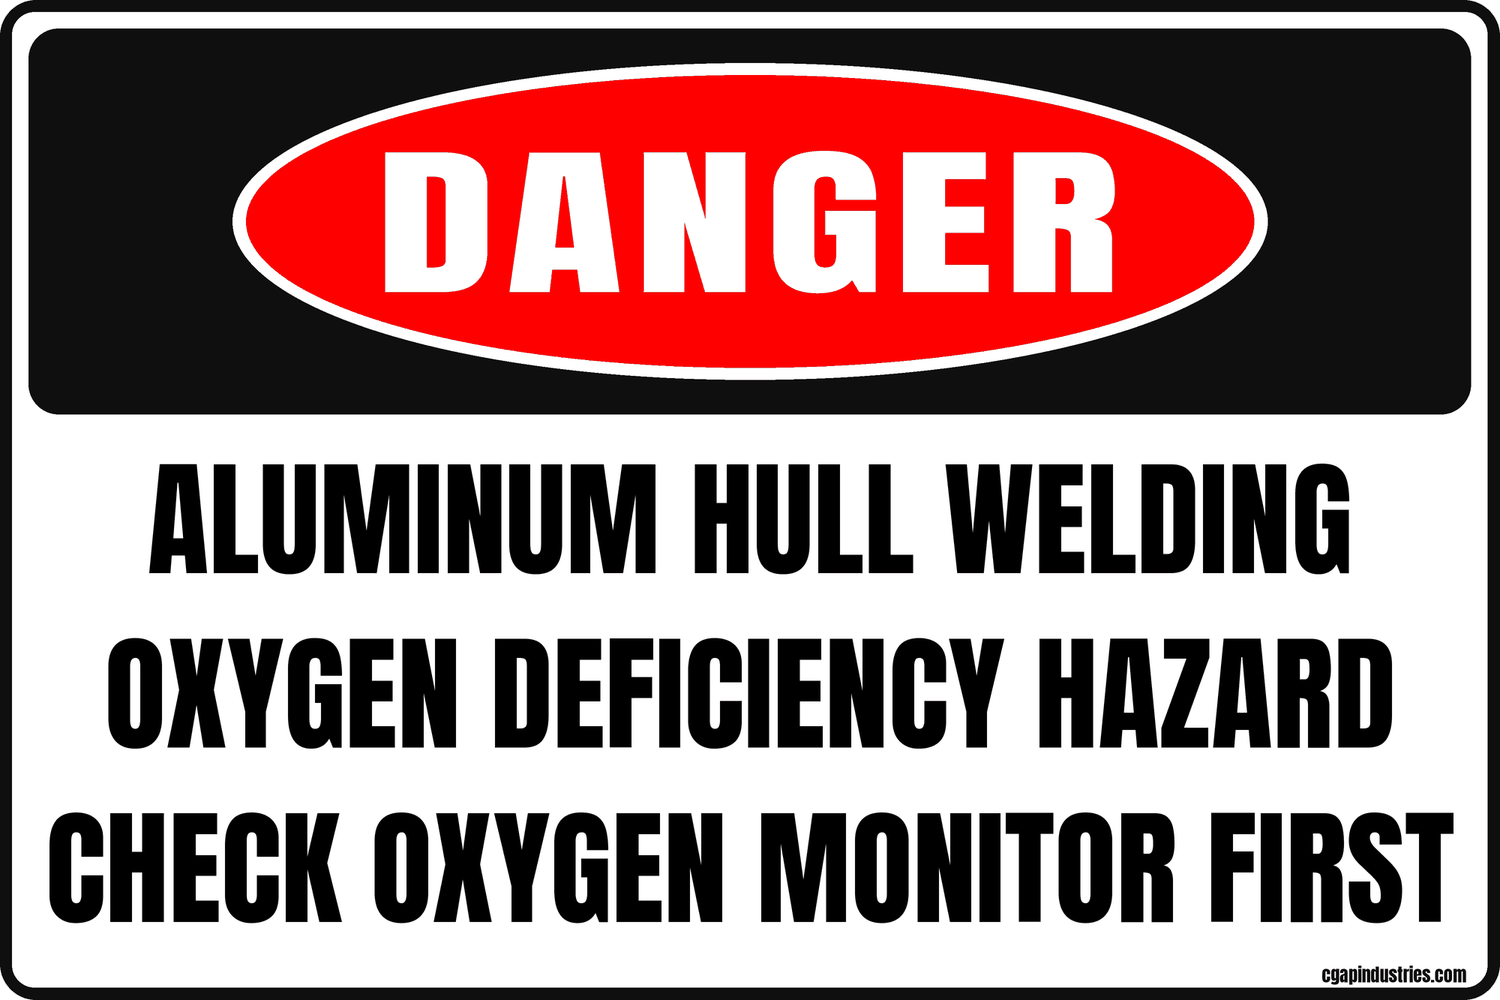 DANGER
ALUMINUM HULL WELDING
OXYGEN DEFICIENCY HAZARD
CHECK OXYGEN MONITOR FIRST
cgapindustries.com